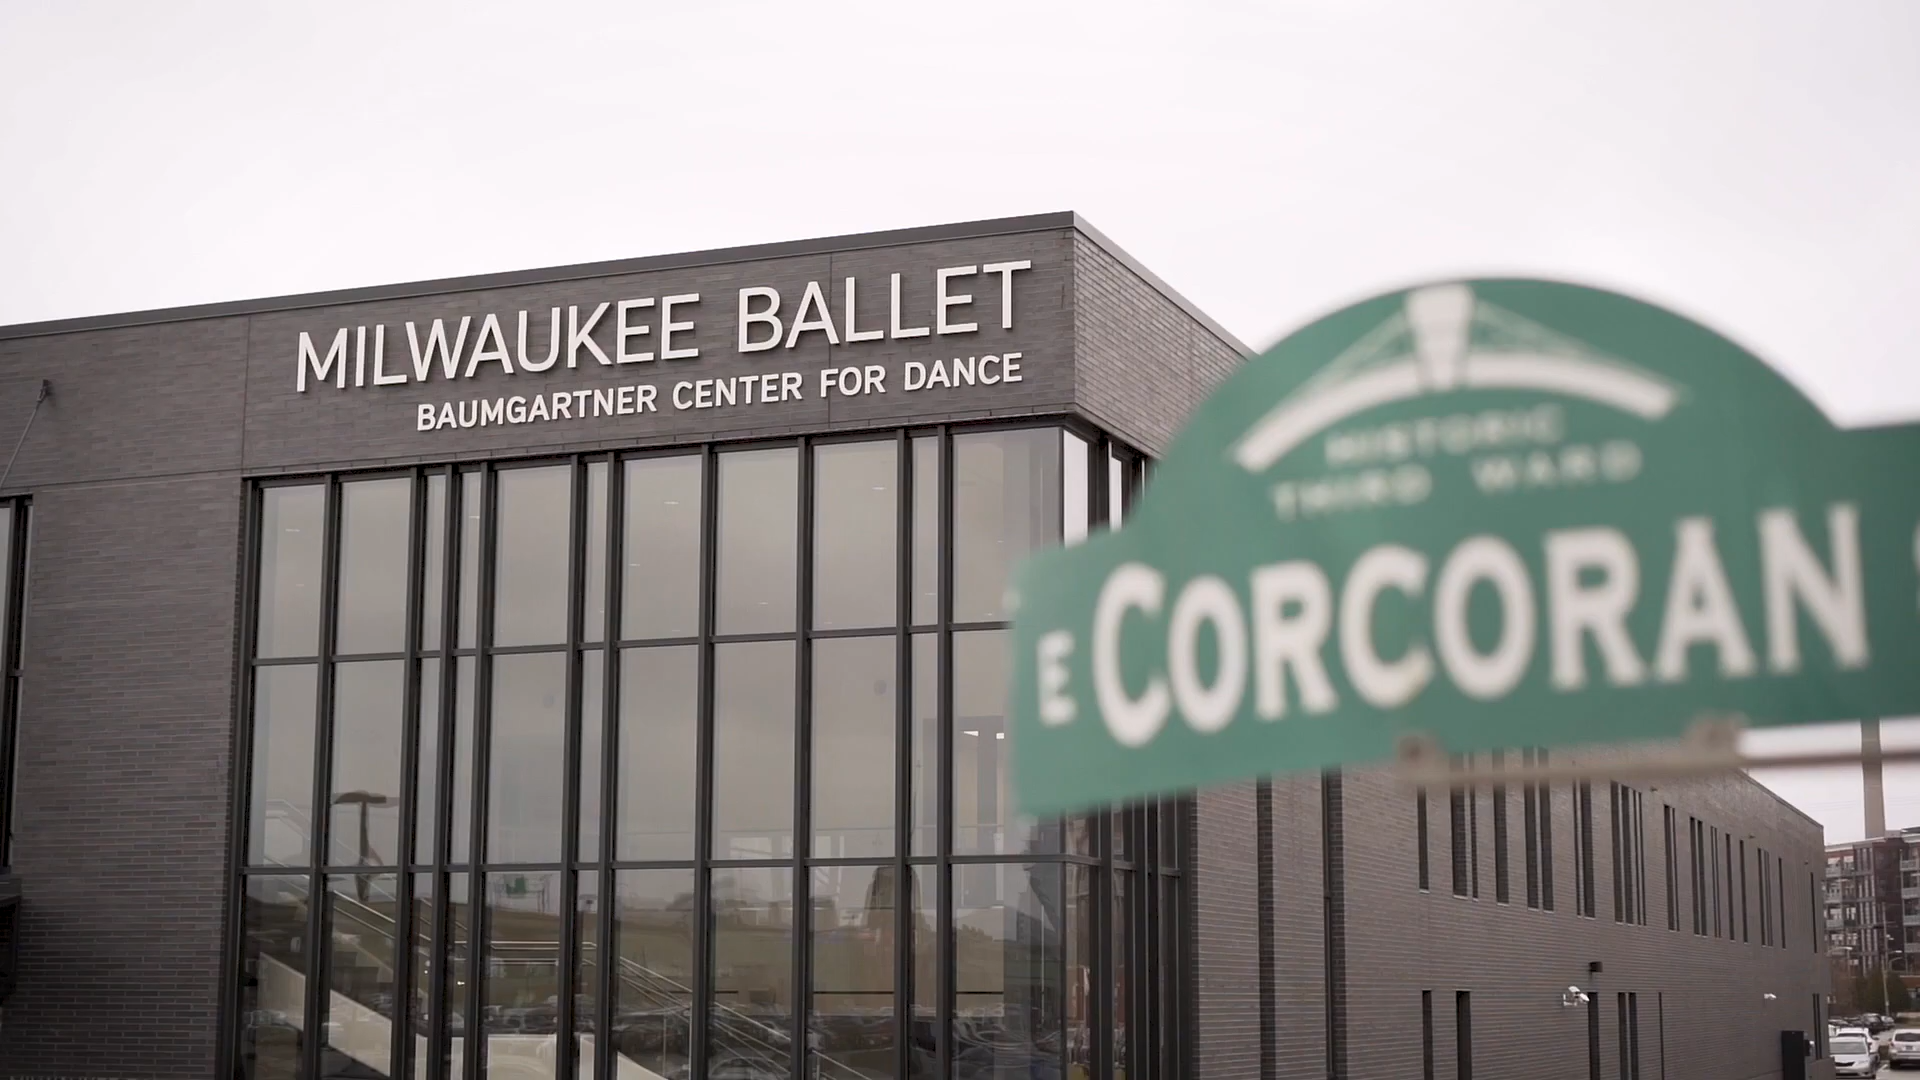 MILWAUKEE BALLET
BAUMGARTNER CENTER FOR DANCE
HISTORIC
THIRD WARD
E CORCORAN